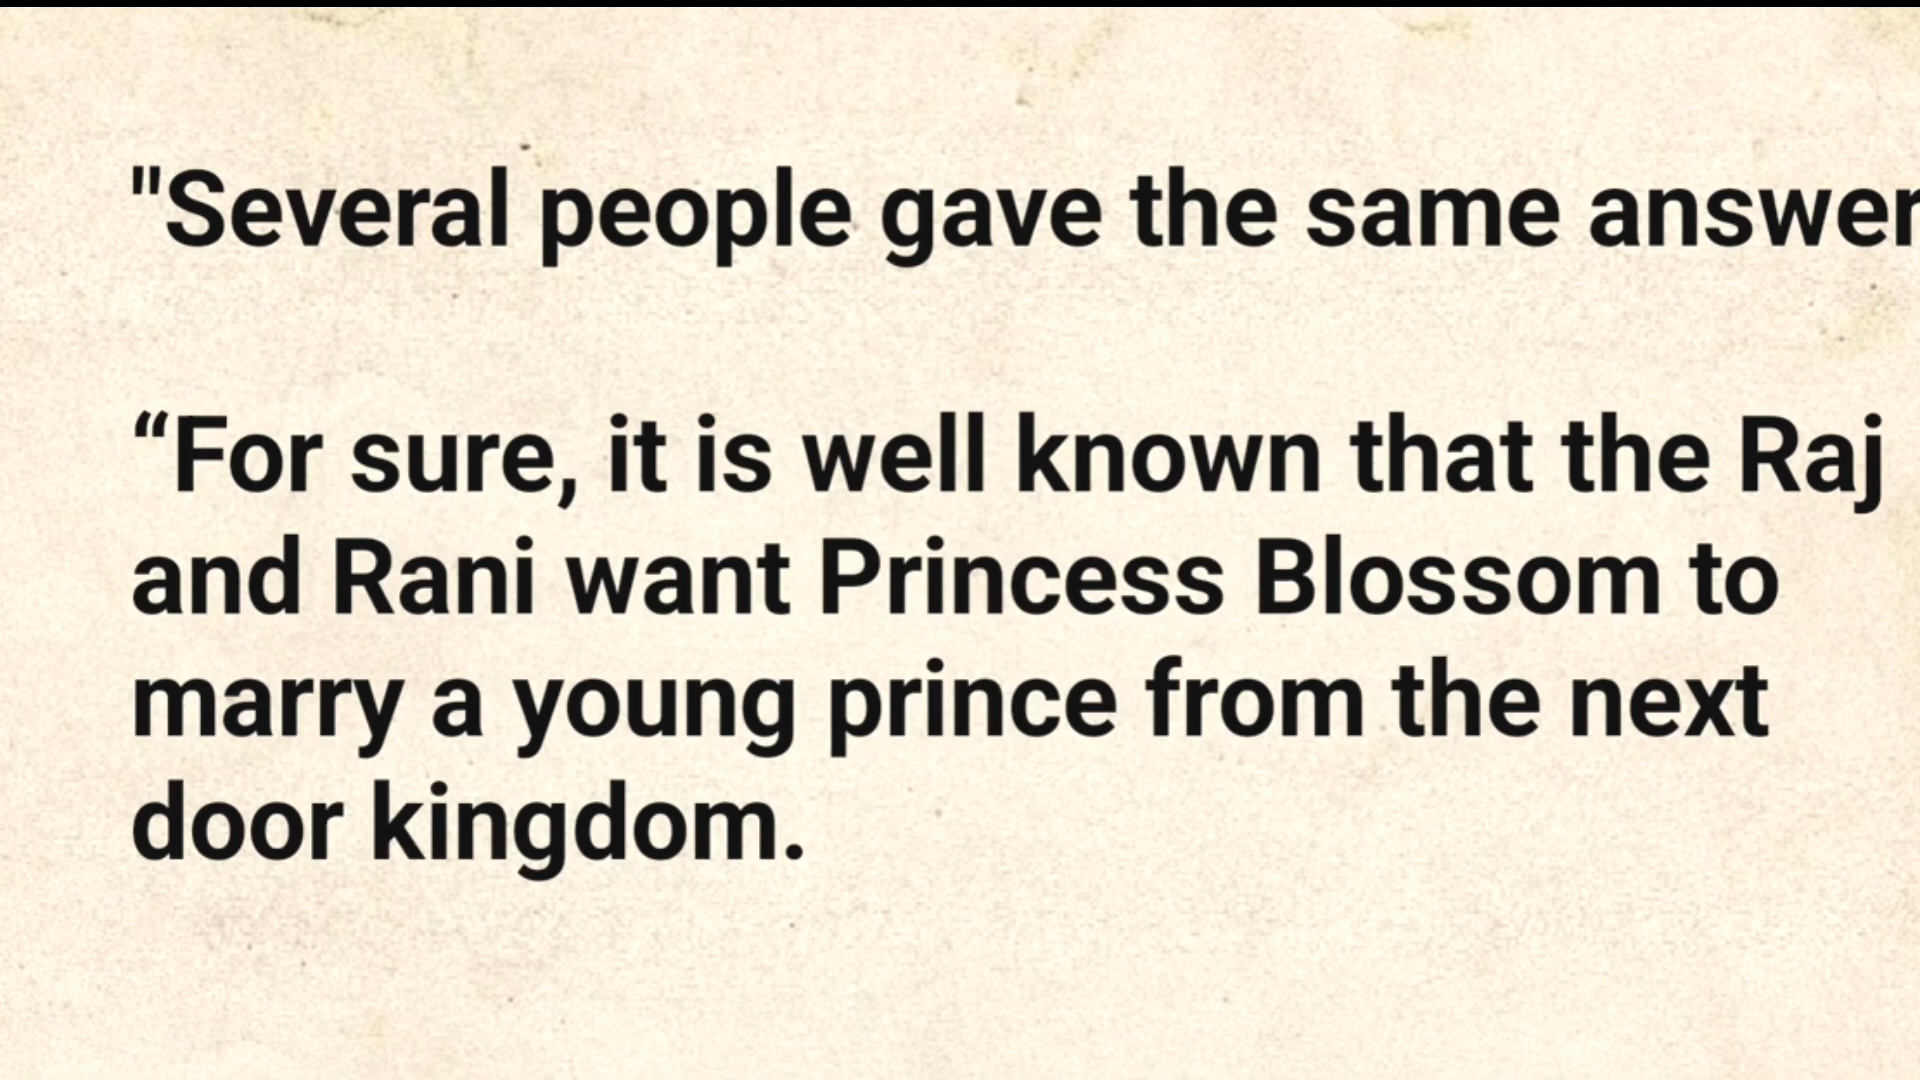 "Several people gave the same answer
“For sure, it is well known that the Raj
and Rani want Princess Blossom to
marry a young prince from the next
door kingdom.